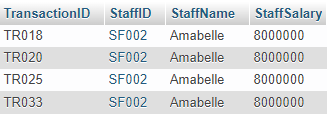 TransactionID StaffID StaffName StaffSalary
TR018 SF002 Amabelle 8000000
TR020 SF002 Amabelle 8000000
TR025 SF002 Amabelle 8000000
TR033 SF002 Amabelle 8000000